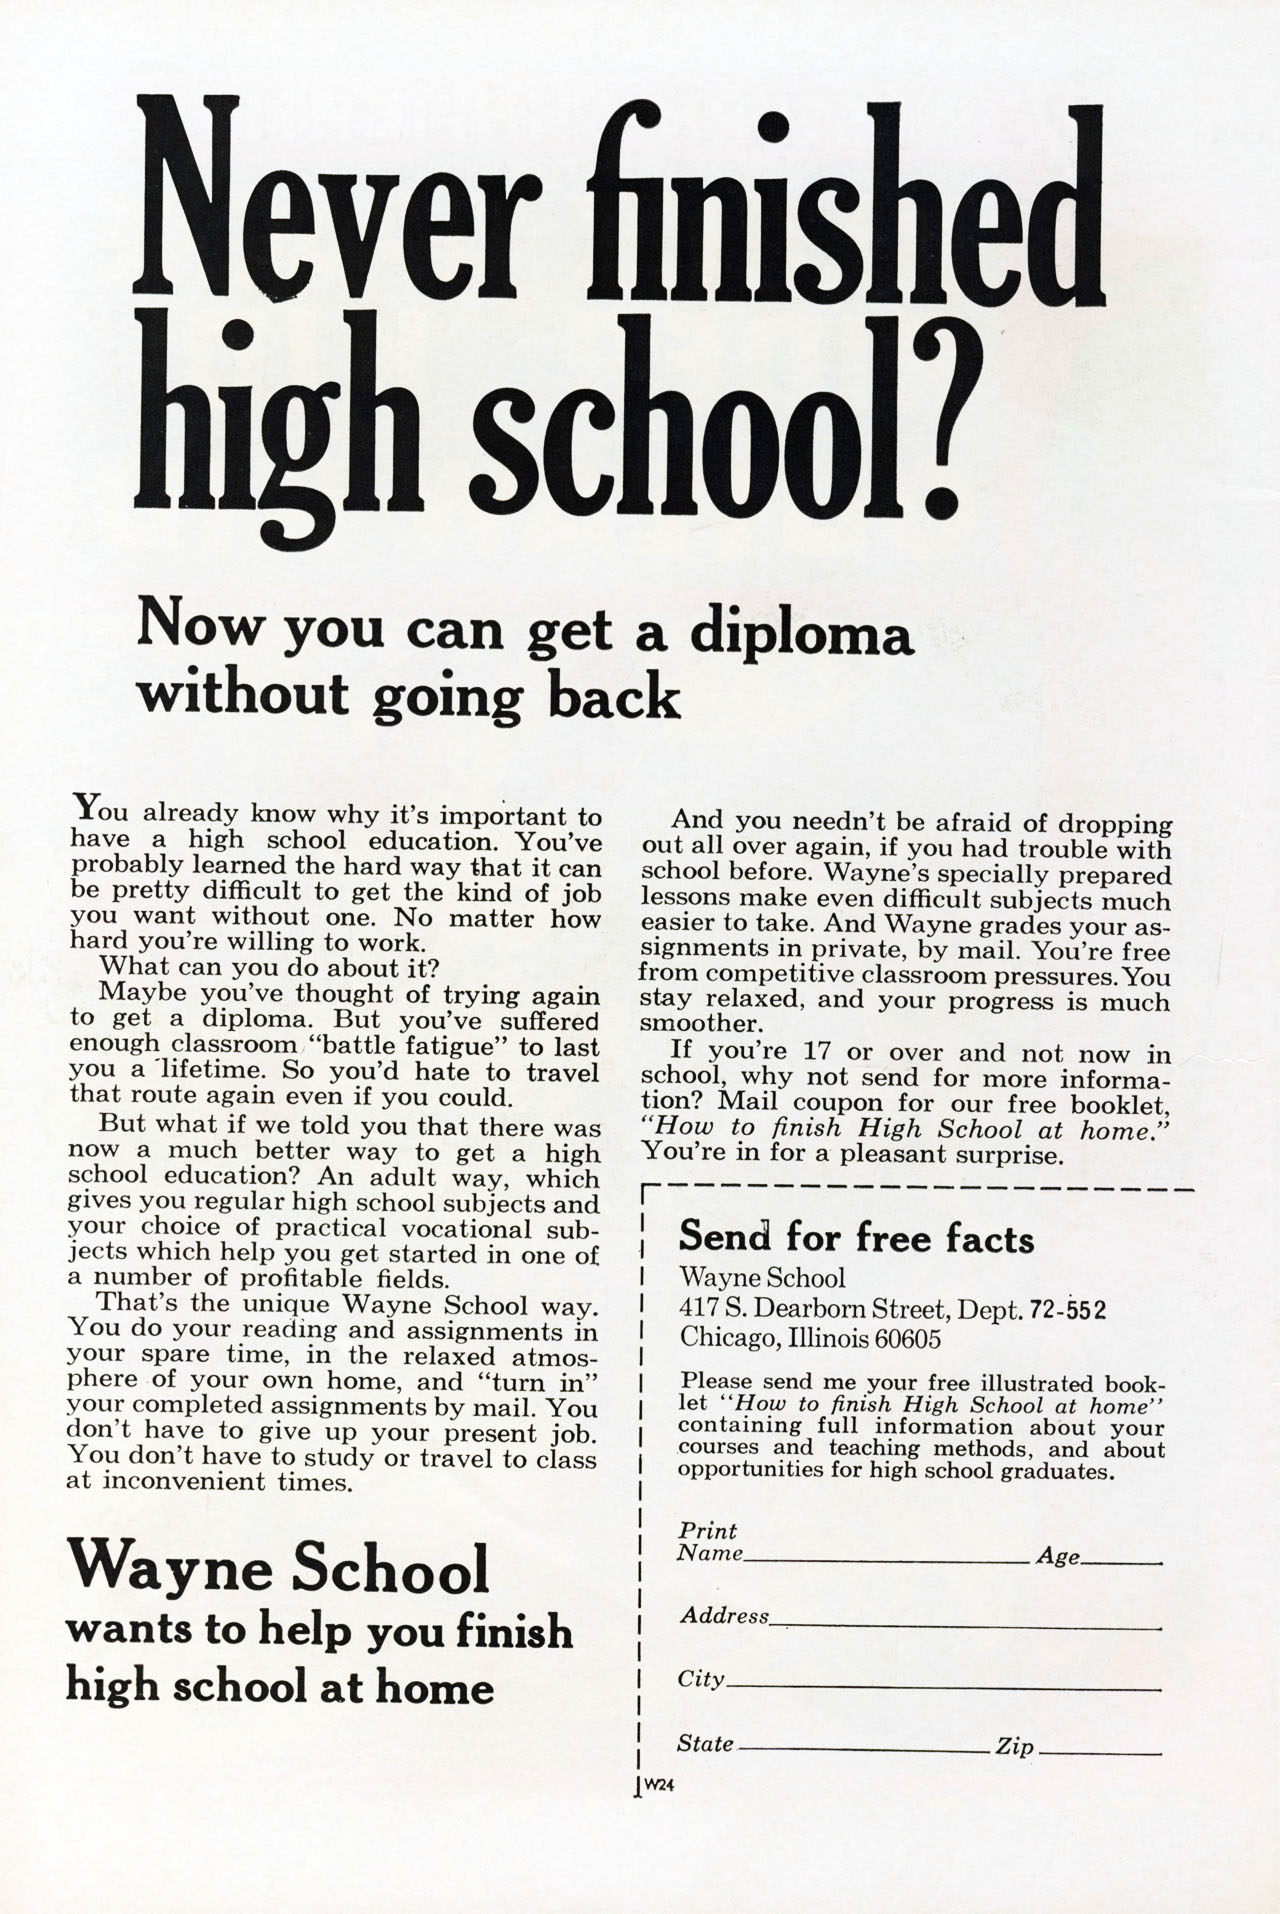 Never finished
high school?
Now you can get a diploma
without going back
You already know why it's important to
have a high school education. You've
probably learned the hard way that it can
be pretty difficult to get the kind of job
you want without one. No matter how
hard you're willing to work.
What can you do about it?
Maybe you've thought of trying again
to get a diploma. But you've suffered
enough classroom "battle fatigue" to last
you a lifetime. So you'd hate to travel
that route again even if you could.
But what if we told you that there was
now a much better way to get a high
school education? An adult way, which
gives you regular high school subjects and
your choice of practical vocational sub-
jects which help you get started in one of
a number of profitable fields.
That's the unique Wayne School way.
You do your reading and assignments in
your spare time, in the relaxed atmos-
phere of your own home, and "turn in"
your completed assignments by mail. You
don't have to give up your present job.
You don't have to study or travel to class
at inconvenient times.
Wayne School
wants to help you finish
high school at home
And you needn't be afraid of dropping
out all over again, if you had trouble with
school before. Wayne's specially prepared
lessons make even difficult subjects much
easier to take. And Wayne grades your as-
signments in private, by mail. You're free
from competitive classroom pressures. You
stay relaxed, and your progress is much
smoother.
If you're 17 or over and not now in
school, why not send for more informa-
tion? Mail coupon for our free booklet,
"How to finish High School at home."
You're in for a pleasant surprise.
Send for free facts
Wayne School
417 S. Dearborn Street, Dept. 72-552
Chicago, Illinois 60605
Please send me your free illustrated book-
let "How to finish High School at home"
containing full information about your
courses and teaching methods, and about
opportunities for high school graduates.
Print
Name Age
Address
City
State Zip
W24